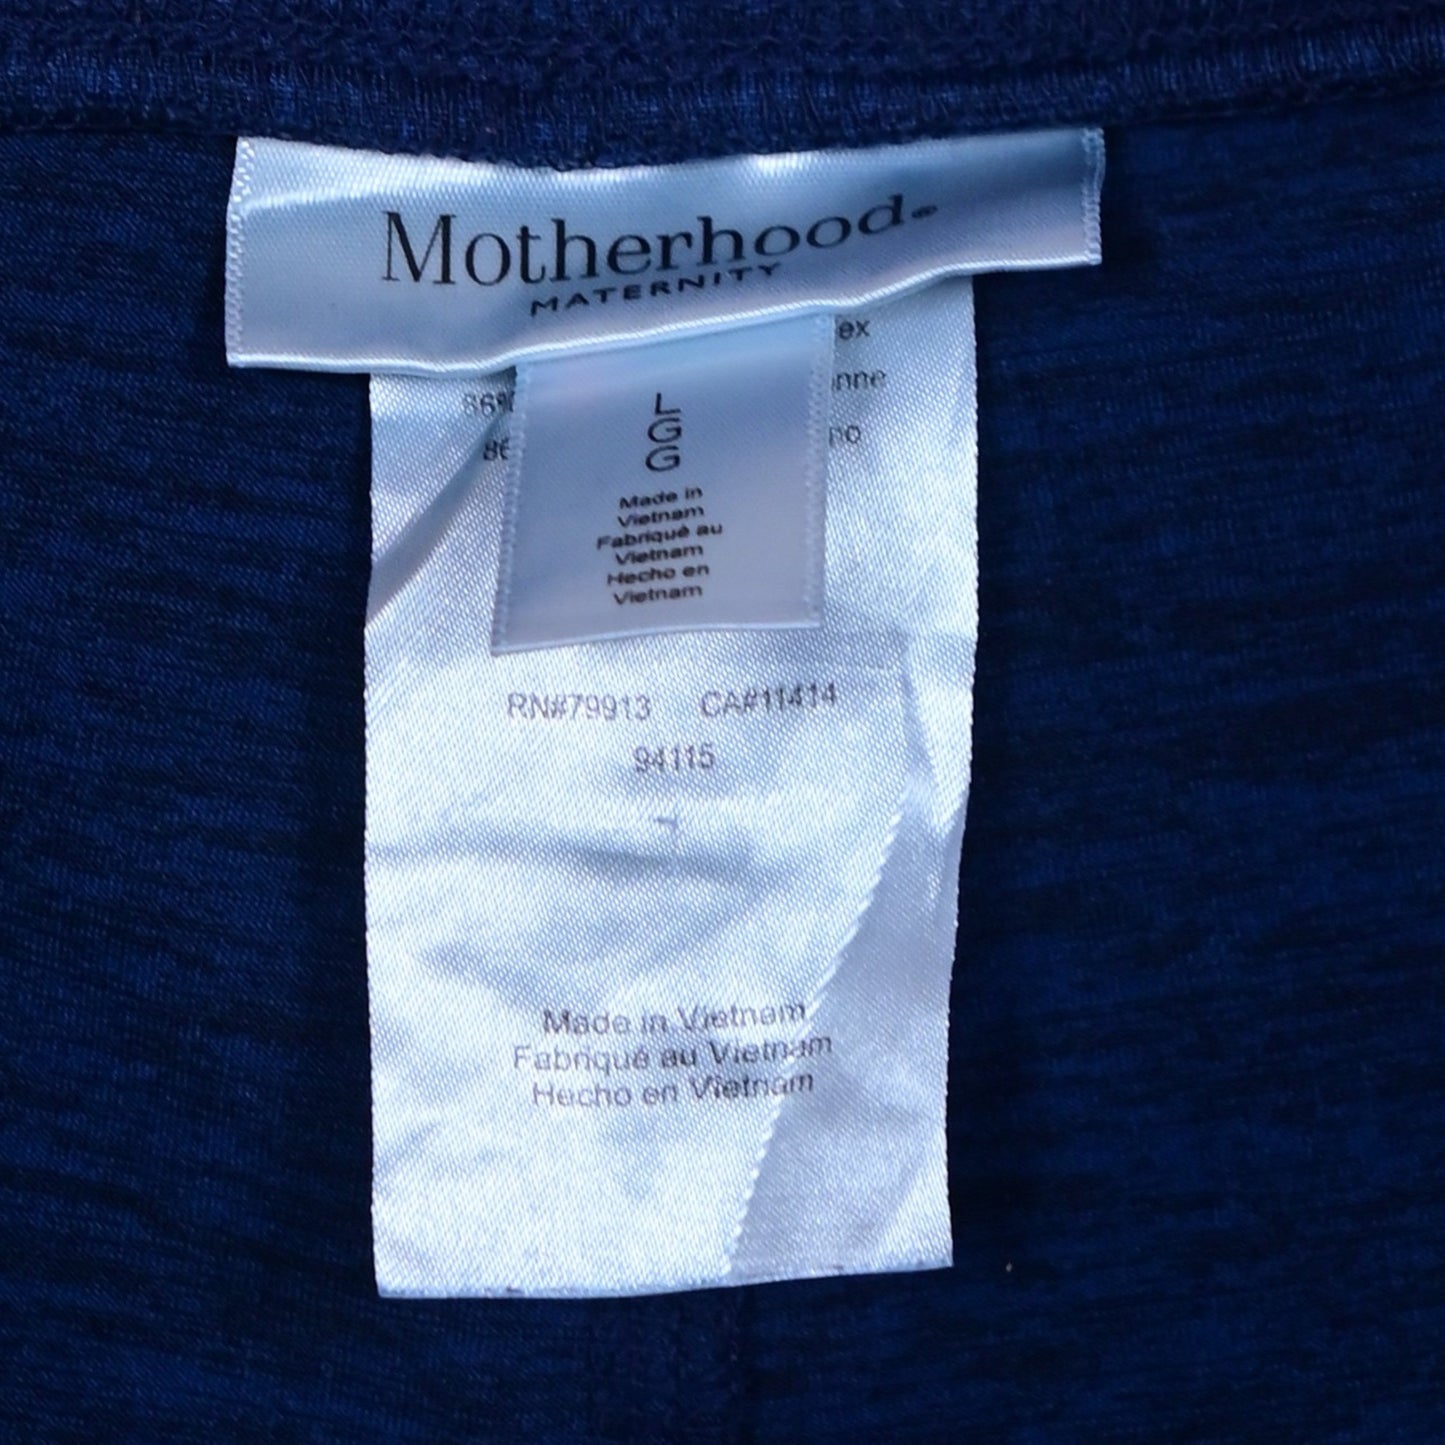 Motherhood®
MATERNITY
ex
86%
nne
86
no
L
G
G
Made in
Vietnam
Fabriqué au
Vietnam
Hecho en
Vietnam
RN#79913 CA#11414
94115
Made in Vietnam
Fabriqué au Vietnam
Hecho en Vietnam